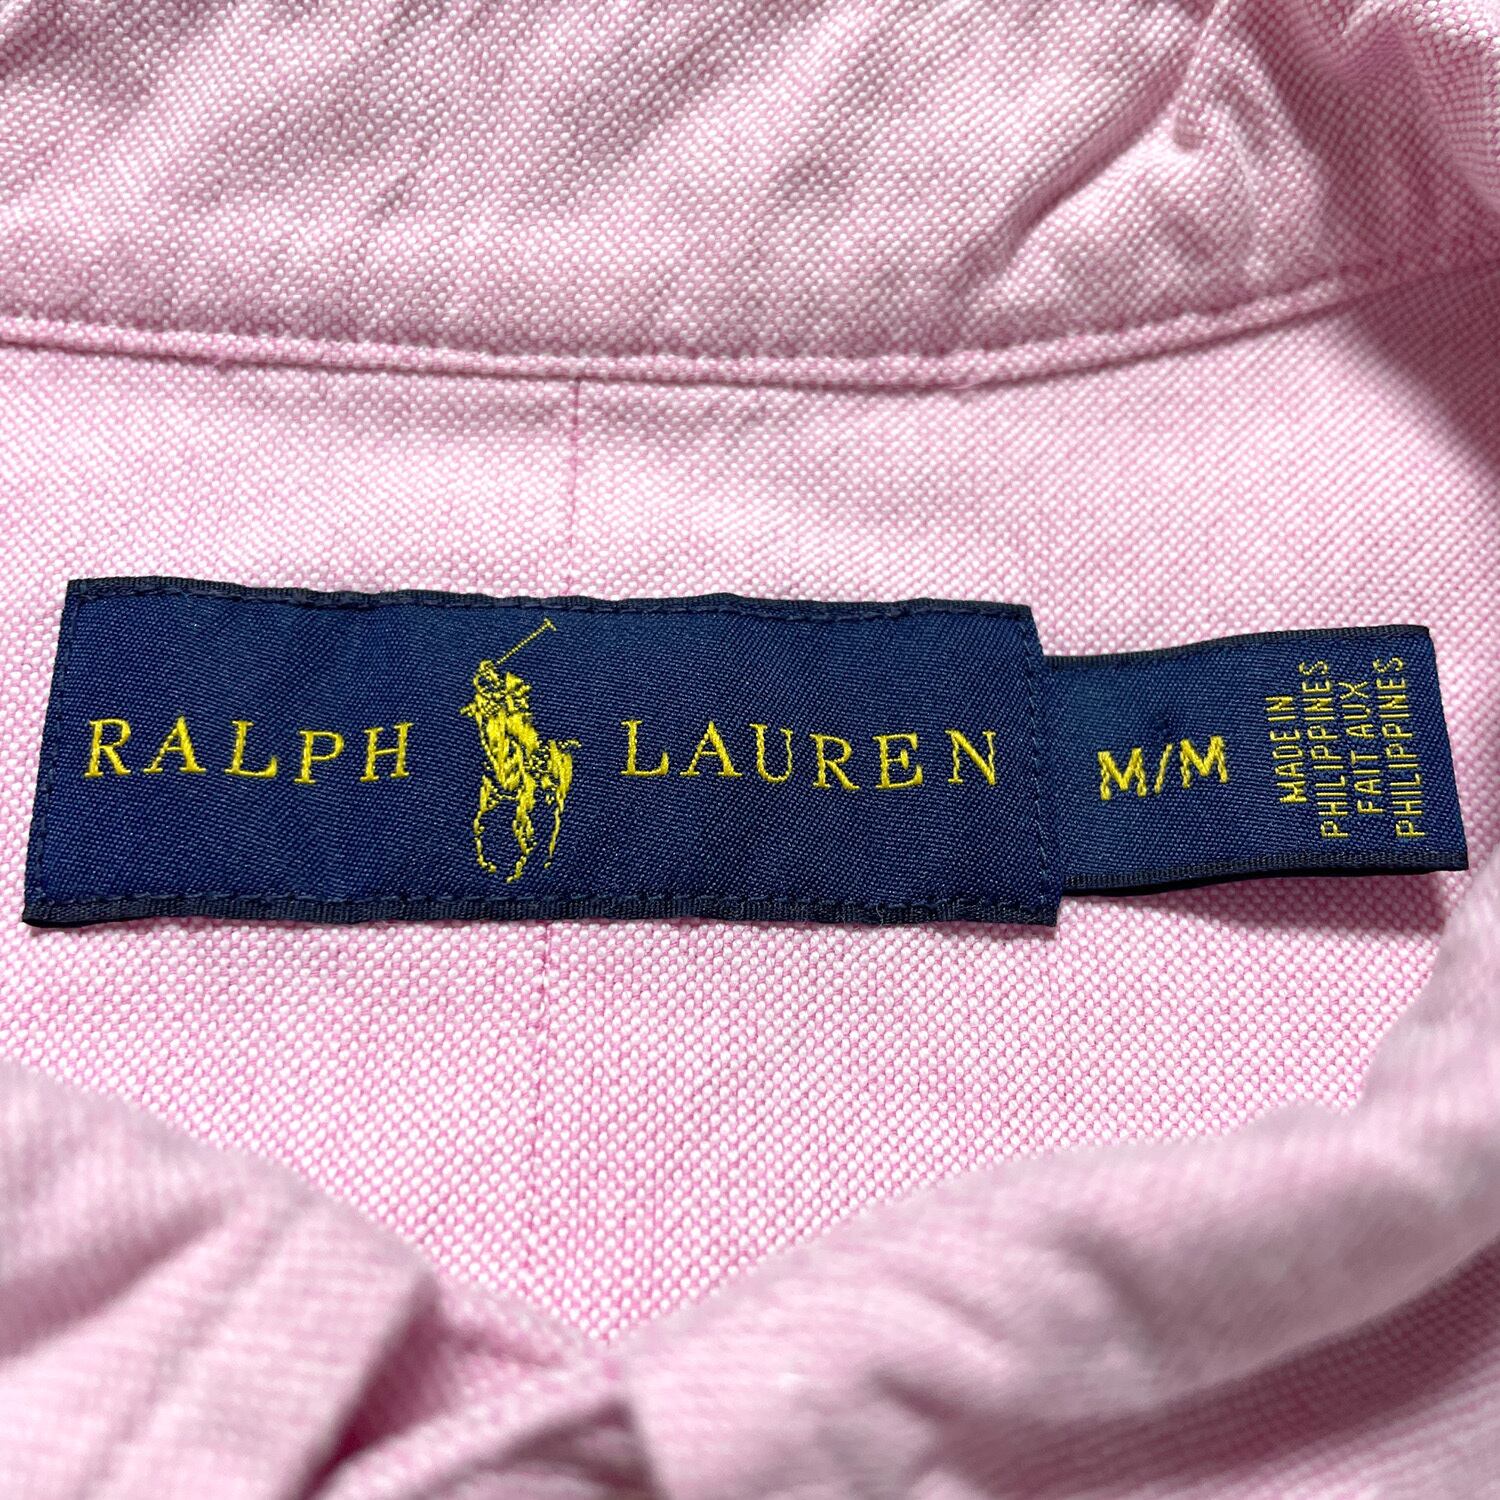 RALPH LAUREN
M/M
MADE IN
PHILIPPINES
FAIT AUX
PHILIPPINES